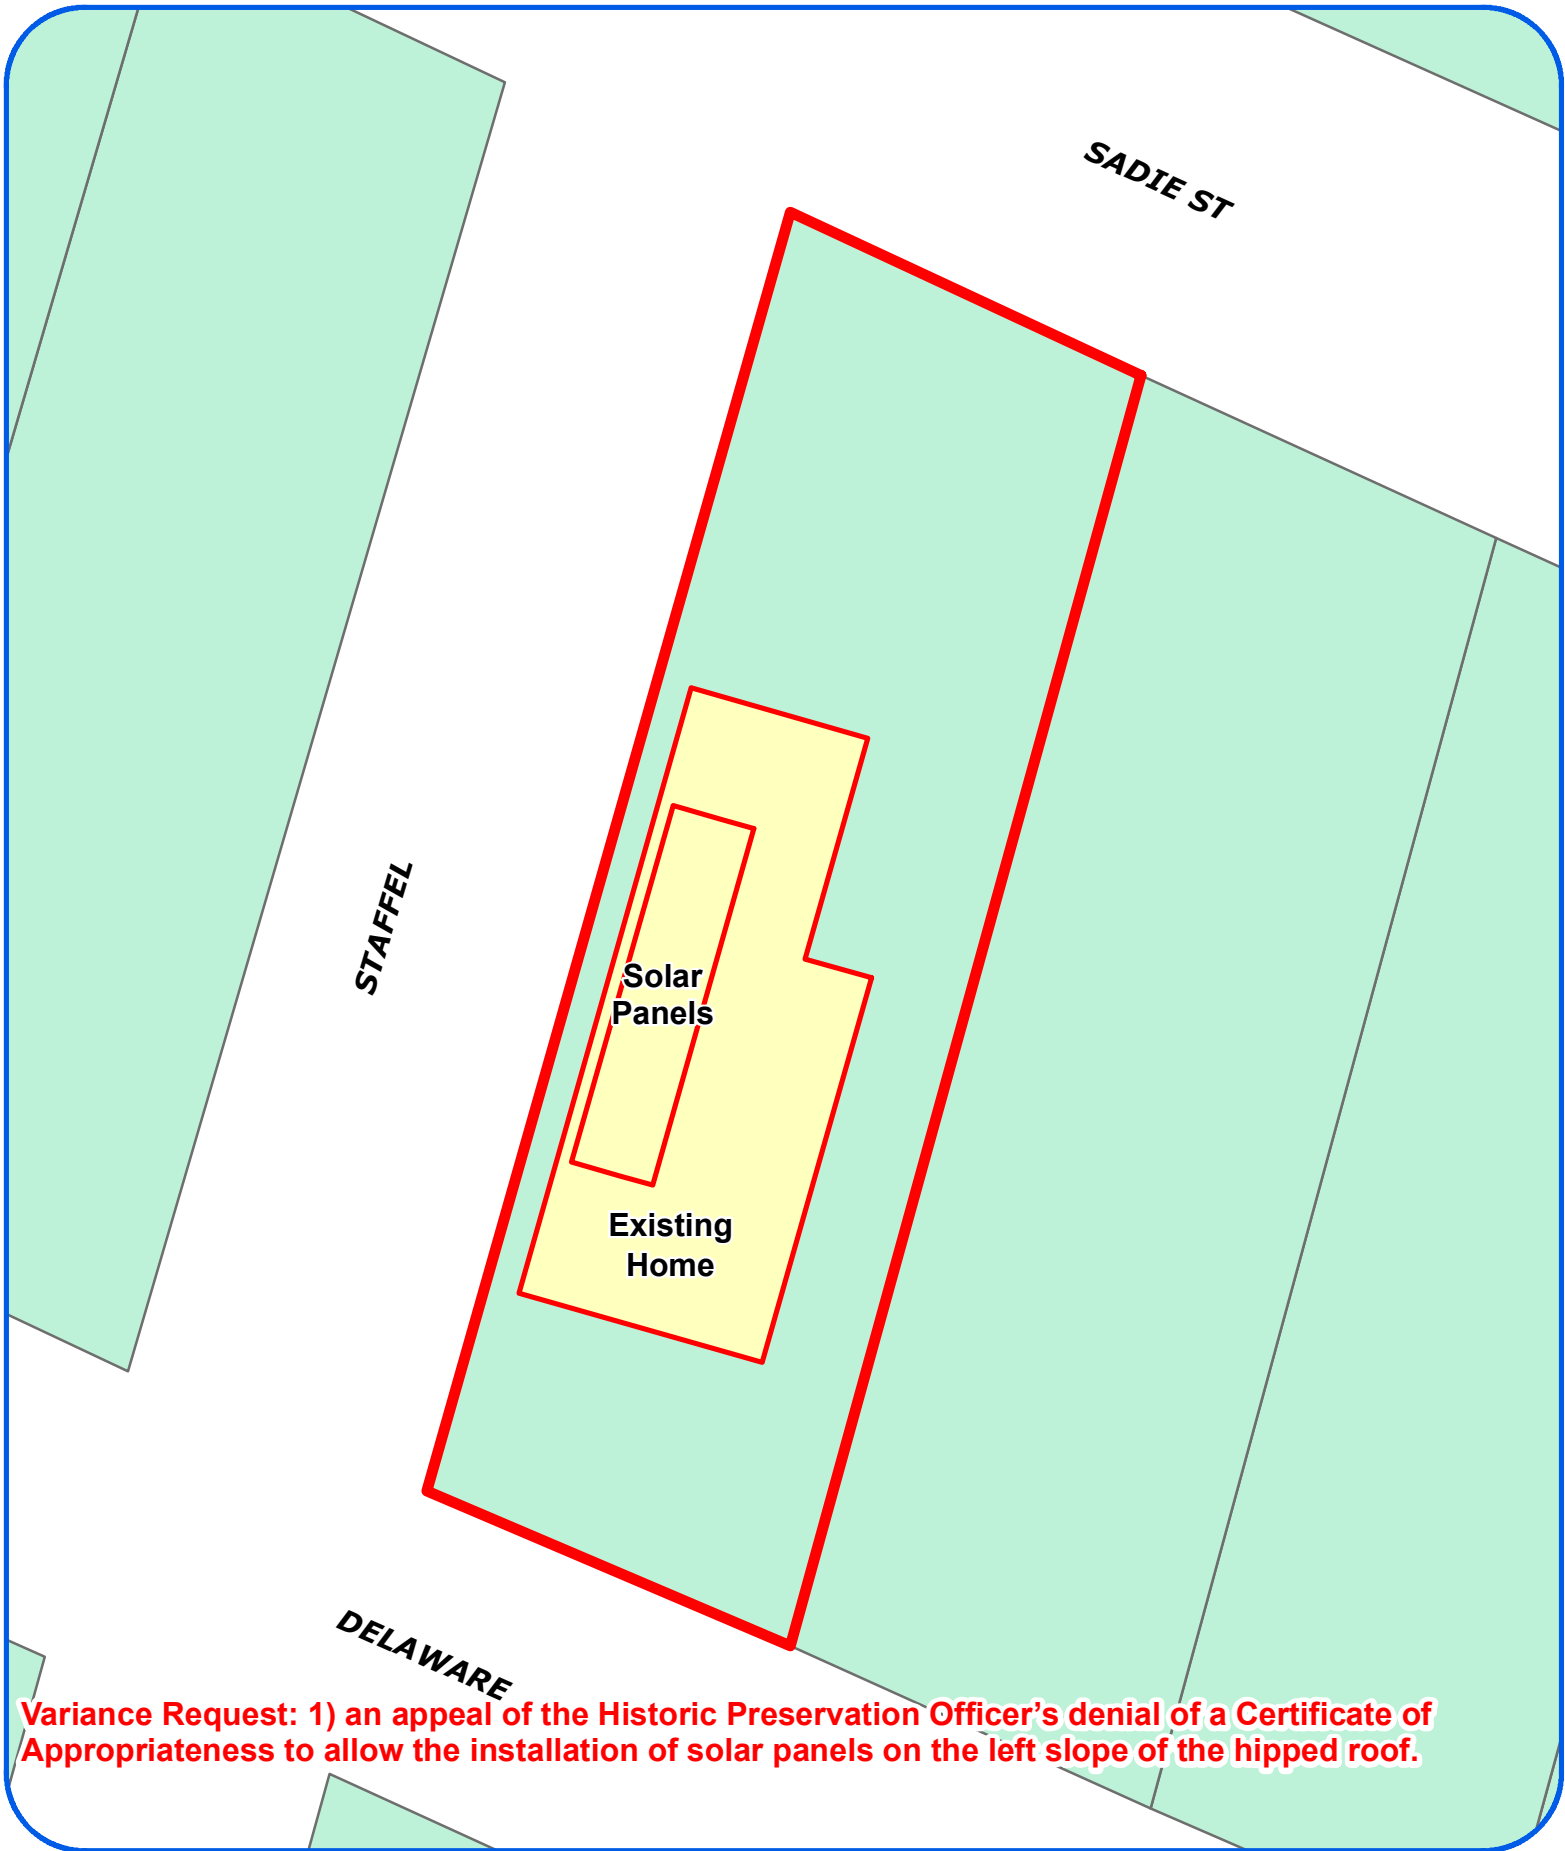 SADIE ST
STAFFEL
Solar
Panels
Existing
Home
DELAWARE
Variance Request: 1) an appeal of the Historic Preservation Officer’s denial of a Certificate of
Appropriateness to allow the installation of solar panels on the left slope of the hipped roof.